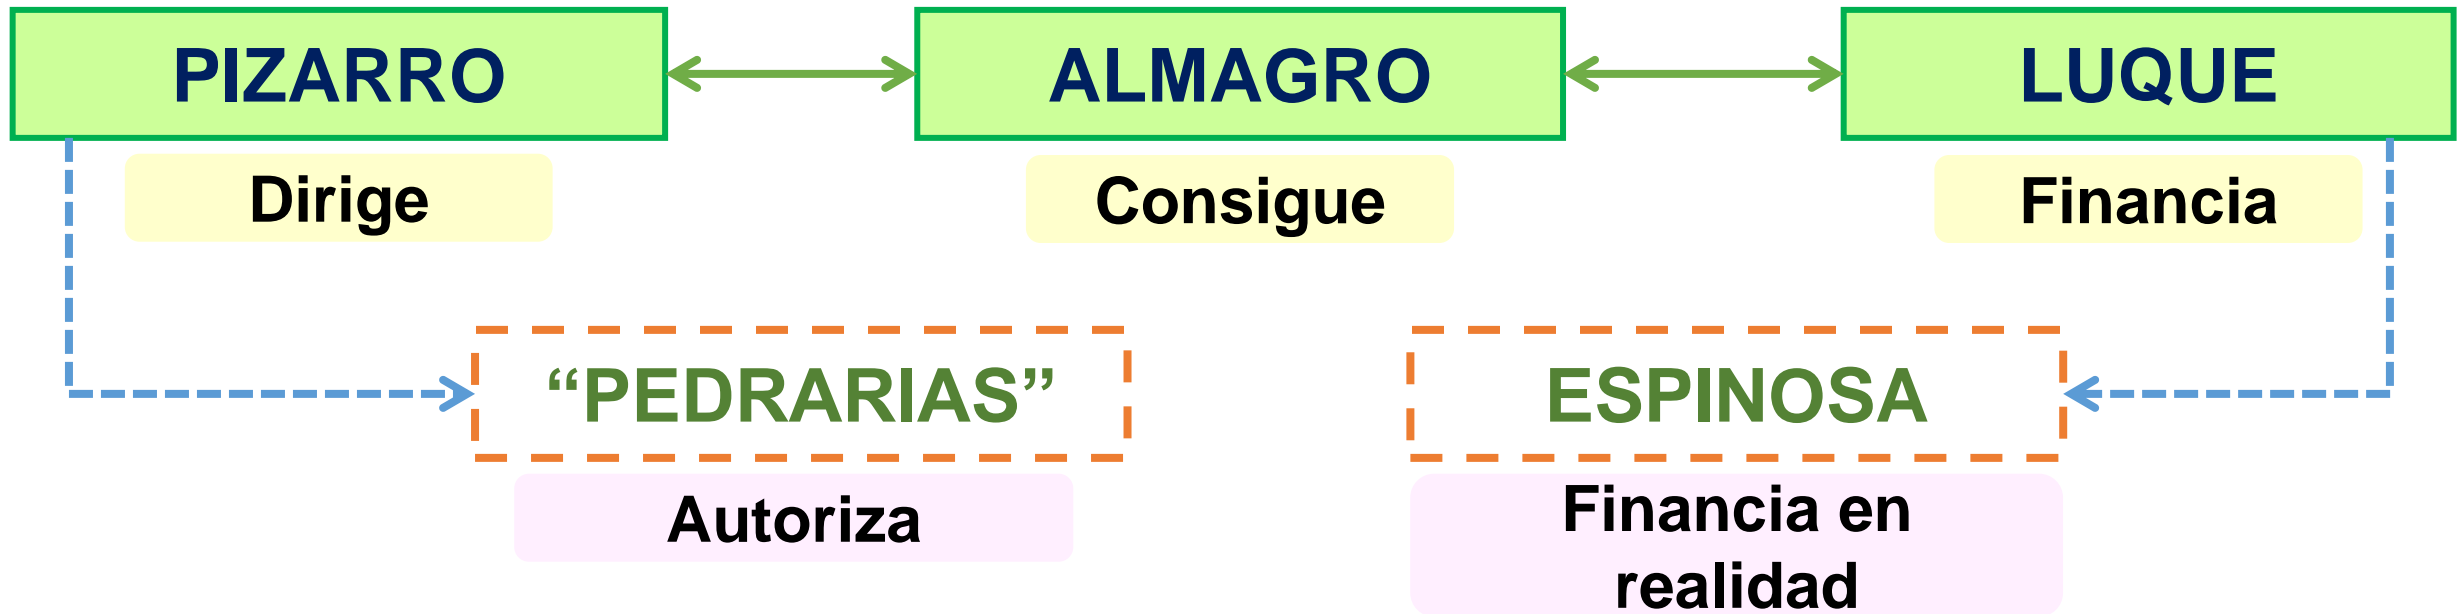 PIZARRO
ALMAGRO
LUQUE
Dirige
Consigue
Financia
“PEDRARIAS”
ESPINOSA
Autoriza
Financia en
realidad